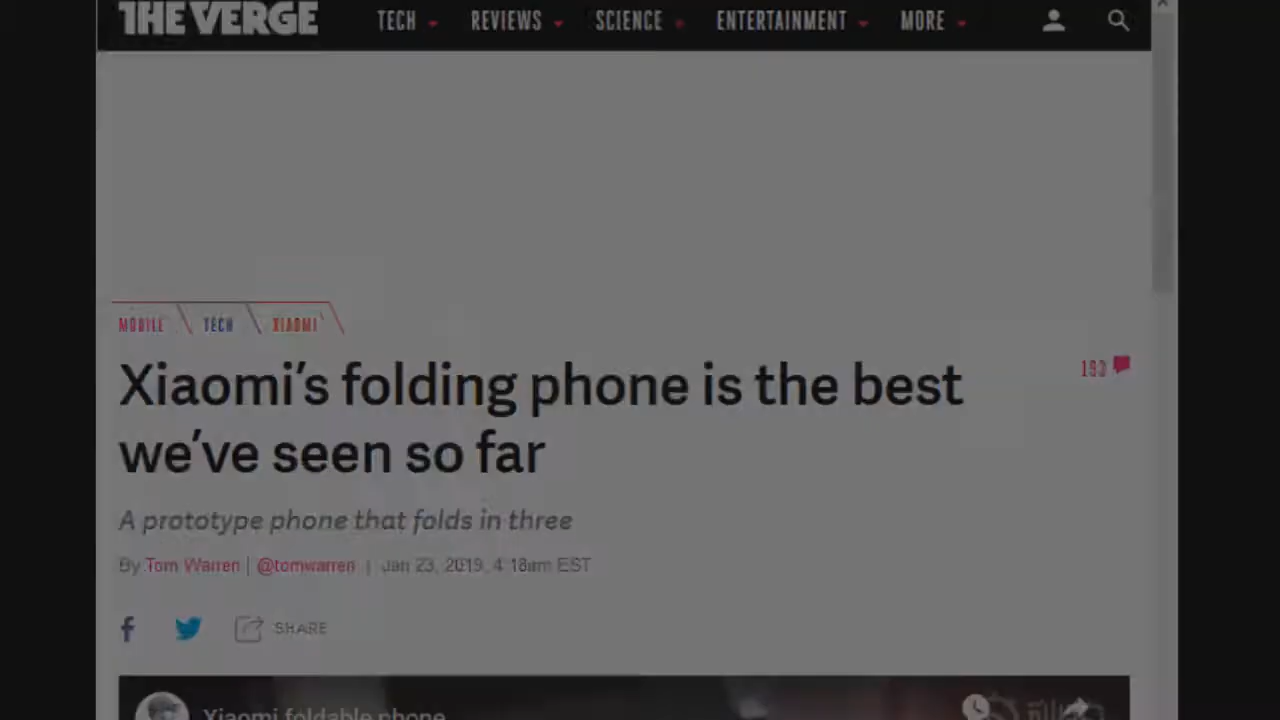 THE VERGE TECH REVIEWS SCIENCE ENTERTAINMENT MORE
MOBILE TECH XIAOMI
Xiaomi's folding phone is the best
193
we've seen so far
A prototype phone that folds in three
By Tom Warren | @tomwarren | Jan 23, 2019, 4:18am EST
SHARE
Xiaomi foldable phone